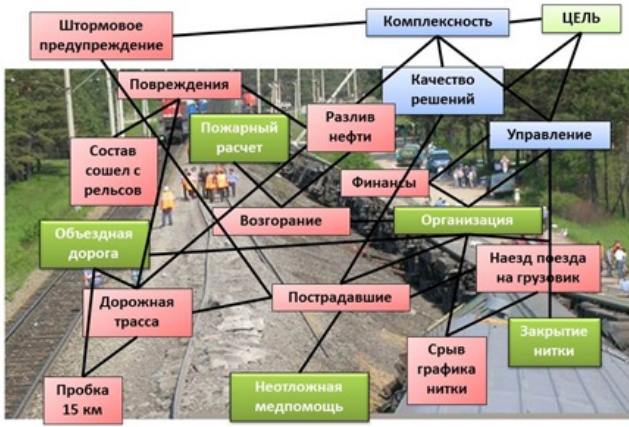 Штормовое
предупреждение
Комплексность
ЦЕЛЬ
Повреждения
Качество
решений
Пожарный
расчет
Разлив
нефти
Управление
Состав
сошел с
рельсов
Финансы
Возгорание
Организация
Объездная
дорога
Наезд поезда
на грузовик
Дорожная
трасса
Пострадавшие
Закрытие
нитки
Срыв
графика
нитки
Пробка
15 км
Неотложная
медпомощь